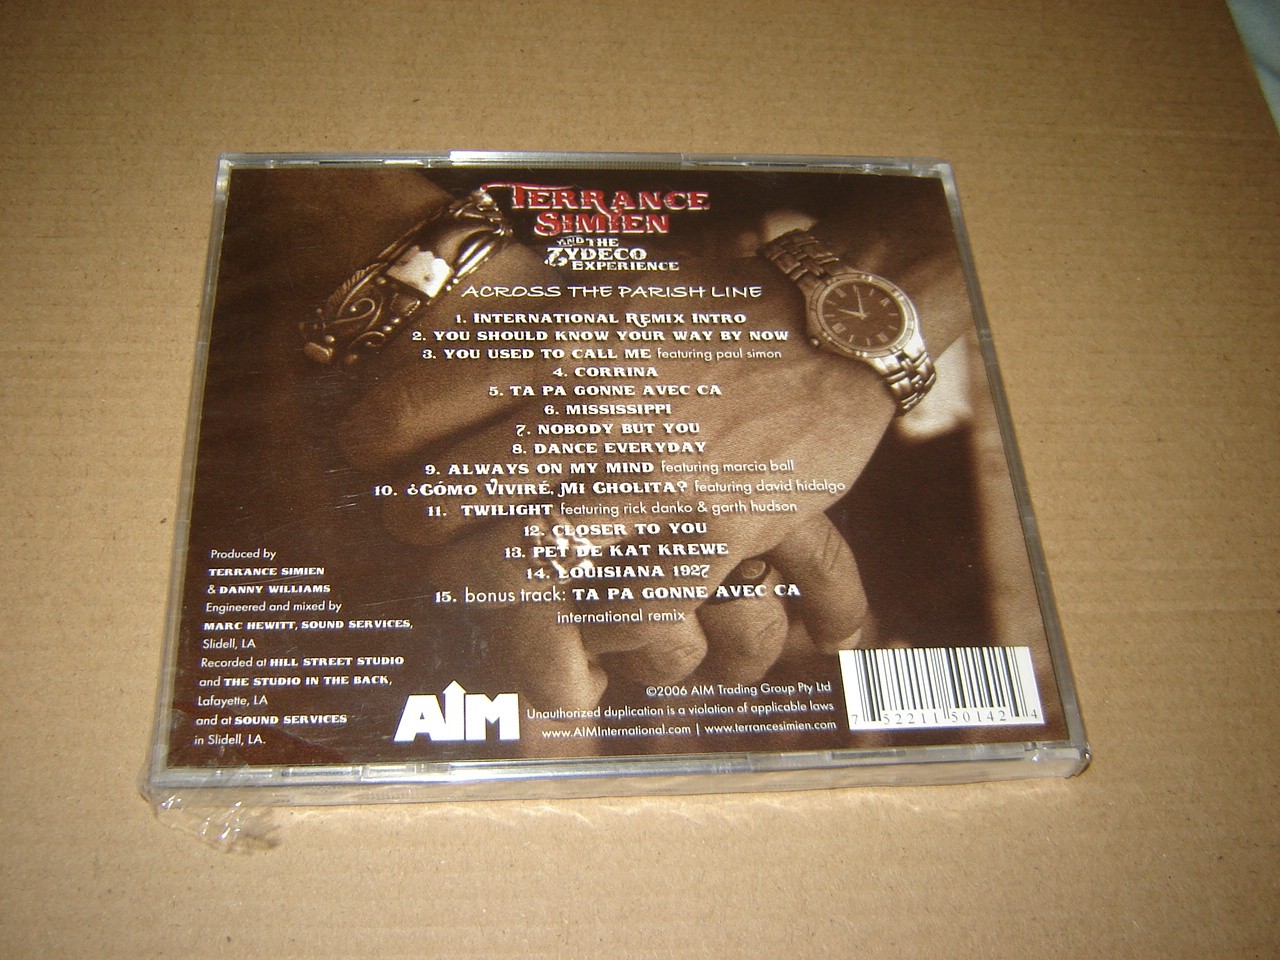 TERRANCE
SIMIEN
AND THE
ZYDECO
EXPERIENCE
ACROSS THE PARISH LINE
1. INTERNATIONAL REMIX INTRO
2. YOU SHOULD KNOW YOUR WAY BY NOW
3. YOU USED TO CALL ME featuring paul simon
4. CORRINA
5. TA PA GONNE AVEC CA
6. MISSISSIPPI
7. NOBODY BUT YOU
8. DANCE EVERYDAY
9. ALWAYS ON MY MIND featuring marcia ball
10. ¿CÓMO VIVIRÉ, MI CHOLITA? featuring david hidalgo
11. TWILIGHT featuring rick danko & garth hudson
12. CLOSER TO YOU
13. PET DE KAT KREWE
14. LOUISIANA 1927
15. bonus track: TA PA GONNE AVEC CA
international remix
Produced by
TERRANCE SIMIEN
& DANNY WILLIAMS
Engineered and mixed by
MARC HEWITT, SOUND SERVICES,
Slidell, LA
Recorded at HILL STREET STUDIO
and THE STUDIO IN THE BACK,
Lafayette, LA
and at SOUND SERVICES
in Slidell, LA.
AIM
©2006 AIM Trading Group Pty Ltd
Unauthorized duplication is a violation of applicable laws
www.AIMInternational.com | www.terrancesimien.com
7 52211 50142 4